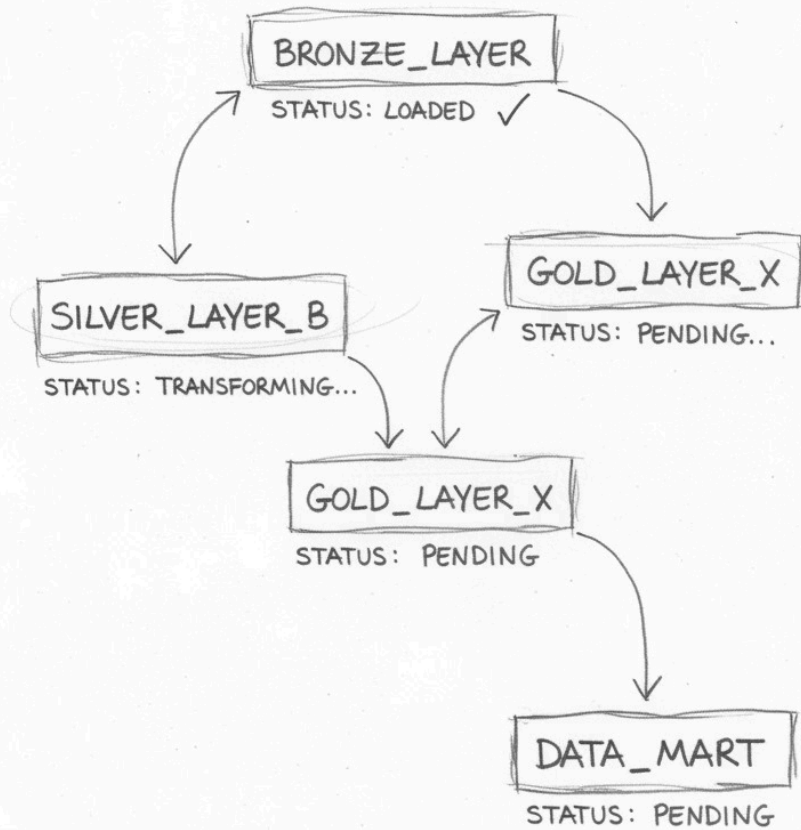 BRONZE_LAYER
STATUS: LOADED ✓
GOLD_LAYER_X
STATUS: PENDING...
SILVER_LAYER_B
STATUS: TRANSFORMING...
GOLD_LAYER_X
STATUS: PENDING
DATA_MART
STATUS: PENDING